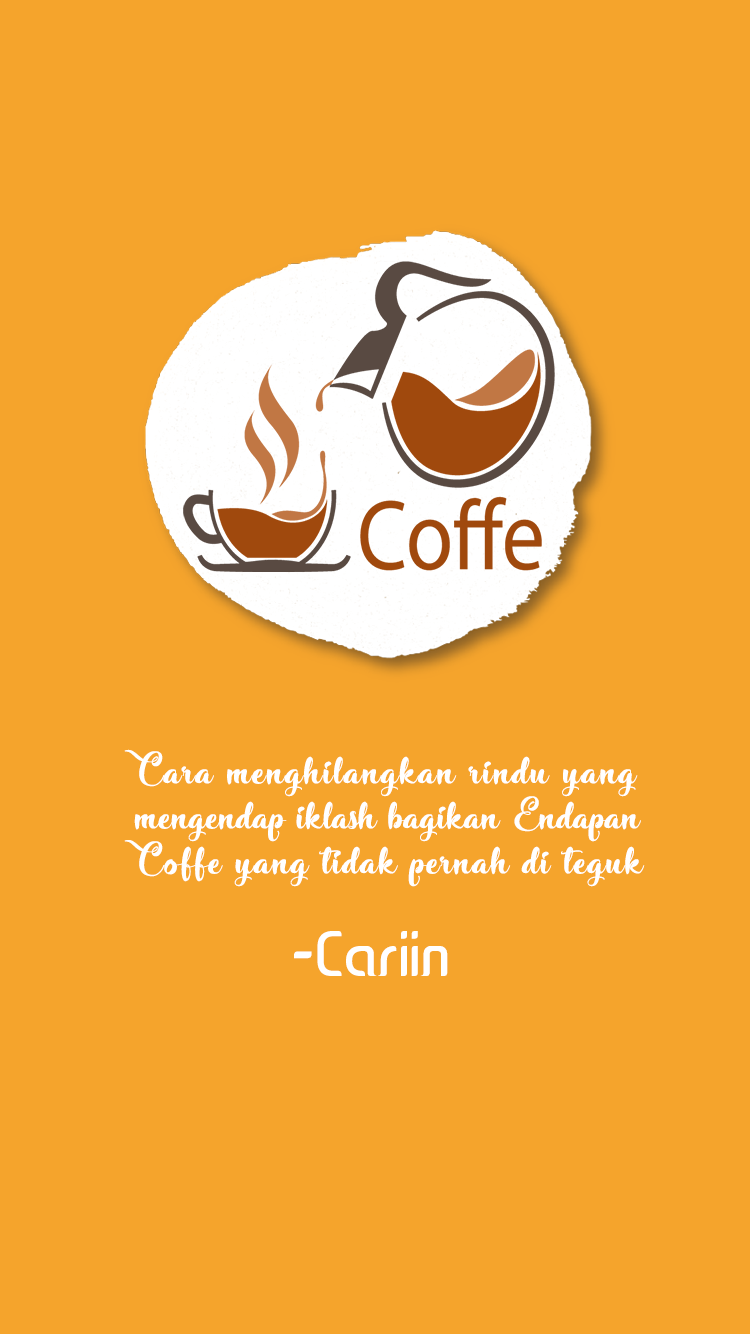 Coffe
Cara menghilangkan rindu yang
mengendap iklash bagikan Endapan
Coffe yang tidak pernah di teguk
-Cariin